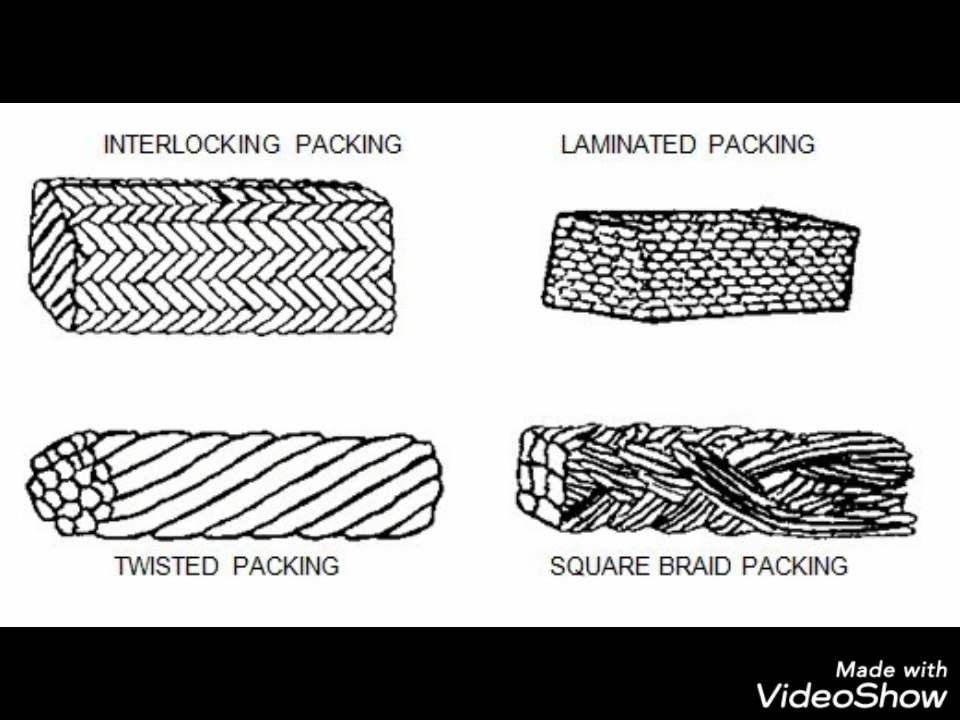 INTERLOCKING PACKING
LAMINATED PACKING
TWISTED PACKING
SQUARE BRAID PACKING
Made with
VideoShow